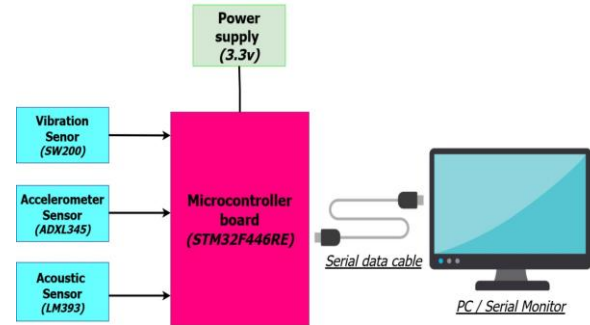 Power
supply
(3.3v)
Vibration
Senor
(SW200)
Accelerometer
Sensor
(ADXL345)
Acoustic
Sensor
(LM393)
Microcontroller
board
(STM32F446RE)
Serial data cable
PC / Serial Monitor